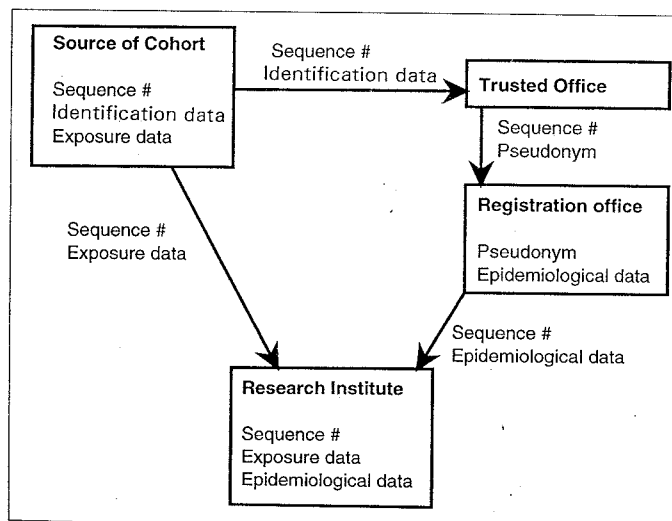 Source of Cohort
Sequence #
Identification data
Exposure data
Sequence #
Identification data
Trusted Office
Sequence #
Pseudonym
Registration office
Pseudonym
Epidemiological data
Sequence #
Exposure data
Sequence #
Epidemiological data
Research Institute
Sequence #
Exposure data
Epidemiological data